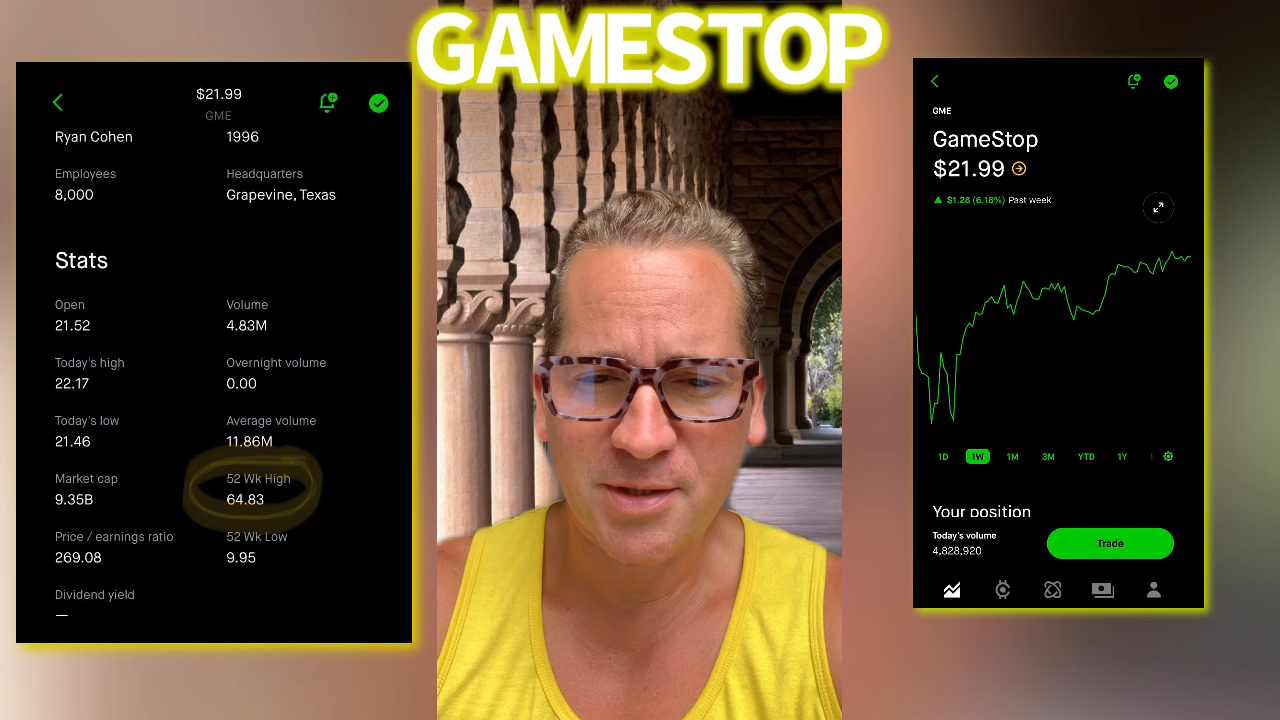 GAMESTOP
$21.99
GME
Ryan Cohen 1996
Employees Headquarters
8,000 Grapevine, Texas
Stats
Open Volume
21.52 4.83M
Today's high Overnight volume
22.17 0.00
Today's low Average volume
21.46 11.86M
Market cap 52 Wk High
9.35B 64.83
Price / earnings ratio 52 Wk Low
269.08 9.95
Dividend yield
—
GME
GameStop
$21.99
$1.28 (6.18%) Past week
1D 1W 1M 3M YTD 1Y
Your position
Today's volume
4,828,920
Trade